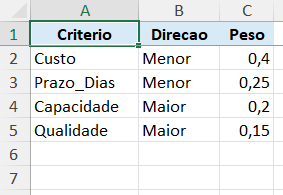 A B C
1 Criterio Direcao Peso
2 Custo Menor 0,4
3 Prazo_Dias Menor 0,25
4 Capacidade Maior 0,2
5 Qualidade Maior 0,15
6
7